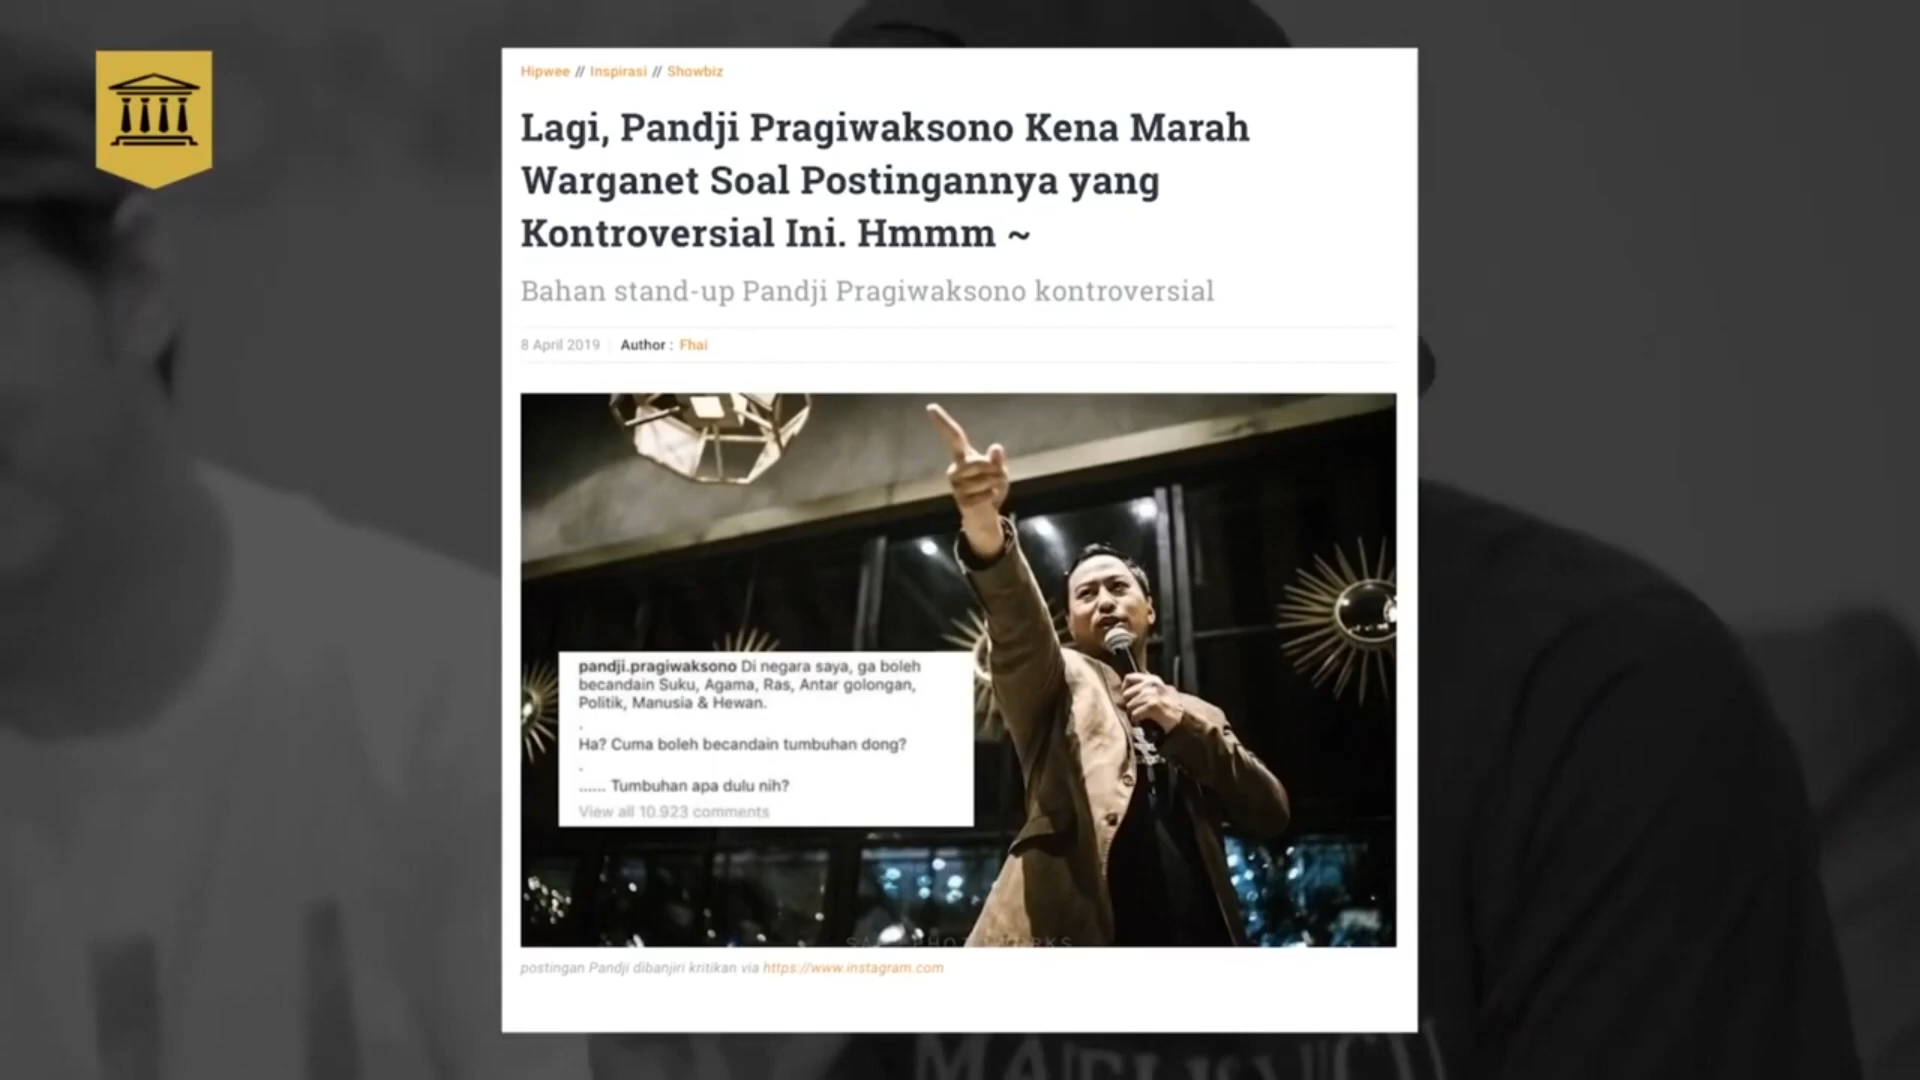 Hipwee // Inspirasi // Showbiz
Lagi, Pandji Pragiwaksono Kena Marah
Warganet Soal Postingannya yang
Kontroversial Ini. Hmmm ~
Bahan stand-up Pandji Pragiwaksono kontroversial
8 April 2019 Author : Fhai
pandji.pragiwaksono Di negara saya, ga boleh
becandain Suku, Agama, Ras, Antar golongan,
Politik, Manusia & Hewan.
.
Ha? Cuma boleh becandain tumbuhan dong?
.
...... Tumbuhan apa dulu nih?
View all 10.923 comments
postingan Pandji dibanjiri kritikan via https://www.instagram.com